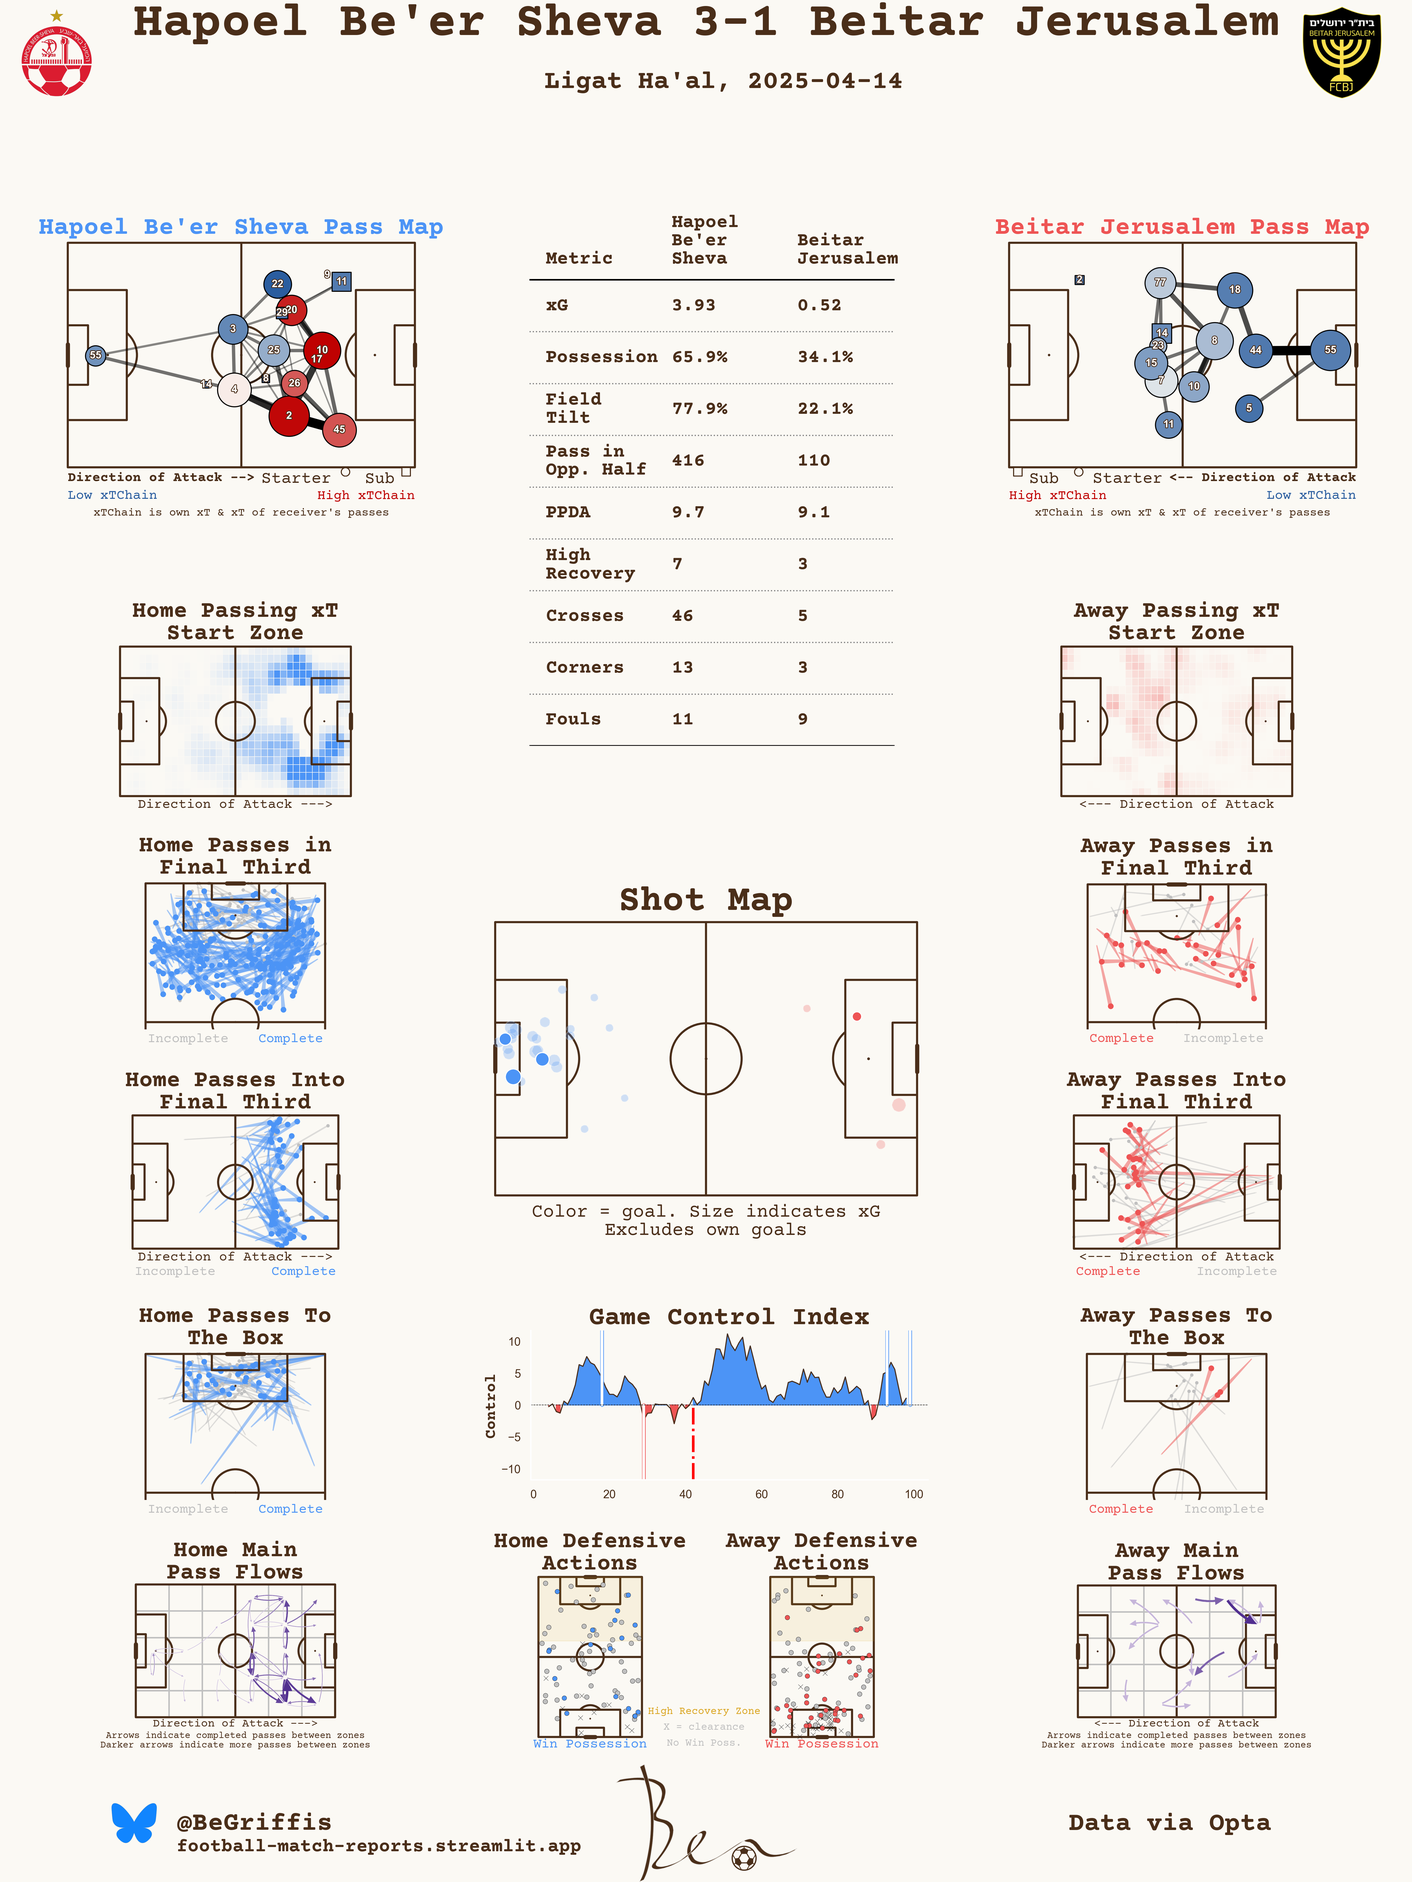 Hapoel Be'er Sheva 3-1 Beitar Jerusalem
Ligat Ha'al, 2025-04-14
HAPOEL BEER SHEVA
בית"ר ירושלים
BEITAR JERUSALEM
FCBJ
Hapoel Be'er Sheva Pass Map
22
9
11
20
29
3
25
10
17
55
14
4
8
26
2
45
Direction of Attack --> Starter Sub
Low xTChain High xTChain
xTChain is own xT & xT of receiver's passes
Metric Hapoel Be'er Sheva Beitar Jerusalem
xG 3.93 0.52
Possession 65.9% 34.1%
Field Tilt 77.9% 22.1%
Pass in Opp. Half 416 110
PPDA 9.7 9.1
High Recovery 7 3
Crosses 46 5
Corners 13 3
Fouls 11 9
Beitar Jerusalem Pass Map
2
77
18
14
23
8
44
55
15
7
10
5
11
Sub Starter <-- Direction of Attack
High xTChain Low xTChain
xTChain is own xT & xT of receiver's passes
Home Passing xT
Start Zone
Direction of Attack --->
Away Passing xT
Start Zone
<--- Direction of Attack
Home Passes in
Final Third
Incomplete Complete
Away Passes in
Final Third
Complete Incomplete
Shot Map
Color = goal. Size indicates xG
Excludes own goals
Home Passes Into
Final Third
Direction of Attack --->
Incomplete Complete
Away Passes Into
Final Third
<--- Direction of Attack
Complete Incomplete
Home Passes To
The Box
Incomplete Complete
Game Control Index
Control
10
5
0
−5
−10
0 20 40 60 80 100
Away Passes To
The Box
Complete Incomplete
Home Main
Pass Flows
Direction of Attack --->
Arrows indicate completed passes between zones
Darker arrows indicate more passes between zones
Home Defensive
Actions
Win Possession
High Recovery Zone
X = clearance
No Win Poss.
Away Defensive
Actions
Win Possession
Away Main
Pass Flows
<--- Direction of Attack
Arrows indicate completed passes between zones
Darker arrows indicate more passes between zones
@BeGriffis
football-match-reports.streamlit.app
Ben
Data via Opta